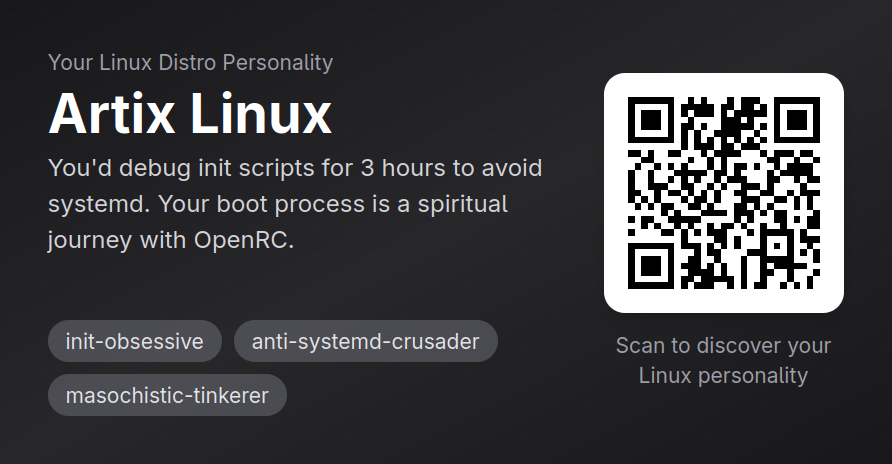 Your Linux Distro Personality
Artix Linux
You'd debug init scripts for 3 hours to avoid
systemd. Your boot process is a spiritual
journey with OpenRC.
init-obsessive
anti-systemd-crusader
masochistic-tinkerer
Scan to discover your
Linux personality